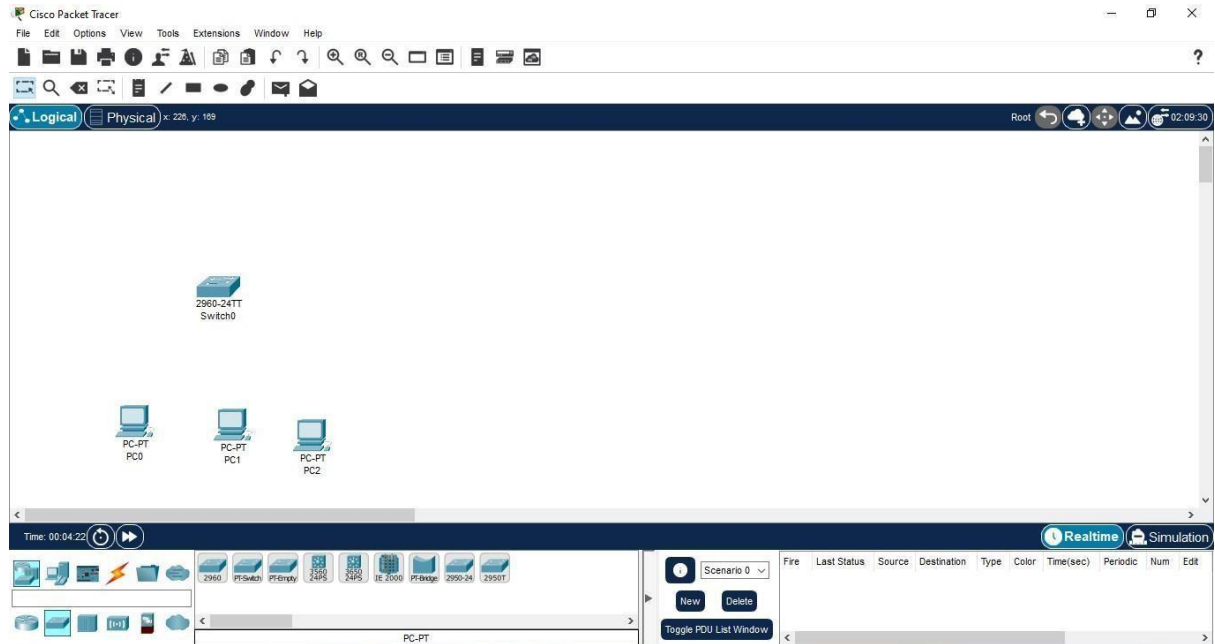 Cisco Packet Tracer
File Edit Options View Tools Extensions Window Help
?
Logical Physical x: 226, y: 169 Root 02:09:30
2960-24TT
Switch0
PC-PT
PC0
PC-PT
PC1
PC-PT
PC2
Time: 00:04:22 Realtime Simulation
2960 PT-Switch PT-Empty 3560 24PS 3650 24PS IE 2000 PT-Bridge 2950-24 2950T
Scenario 0
Fire Last Status Source Destination Type Color Time(sec) Periodic Num Edit
New Delete
Toggle PDU List Window
PC-PT